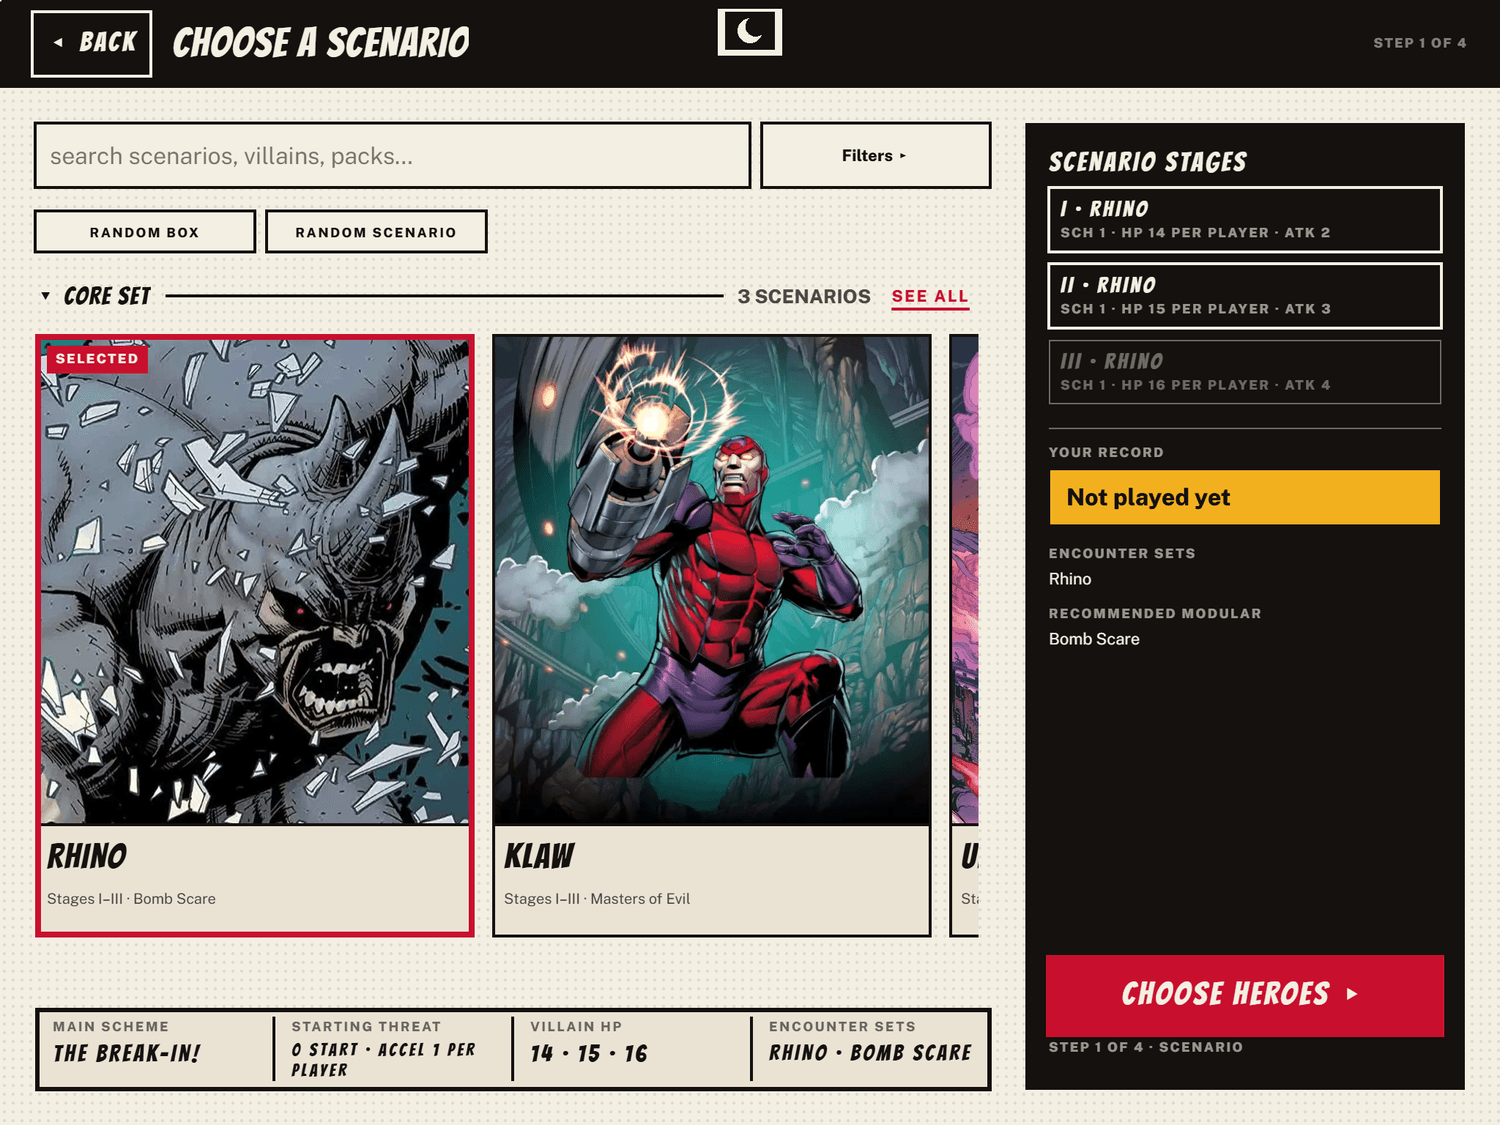 ◂ BACK
CHOOSE A SCENARIO
STEP 1 OF 4
search scenarios, villains, packs...
Filters ▸
RANDOM BOX
RANDOM SCENARIO
▼ CORE SET
3 SCENARIOS
SEE ALL
SELECTED
RHINO
Stages I–III · Bomb Scare
KLAW
Stages I–III · Masters of Evil
MAIN SCHEME
THE BREAK-IN!
STARTING THREAT
0 START · ACCEL 1 PER
PLAYER
VILLAIN HP
14 · 15 · 16
ENCOUNTER SETS
RHINO · BOMB SCARE
SCENARIO STAGES
I · RHINO
SCH 1 · HP 14 PER PLAYER · ATK 2
II · RHINO
SCH 1 · HP 15 PER PLAYER · ATK 3
III · RHINO
SCH 1 · HP 16 PER PLAYER · ATK 4
YOUR RECORD
Not played yet
ENCOUNTER SETS
Rhino
RECOMMENDED MODULAR
Bomb Scare
CHOOSE HEROES ▸
STEP 1 OF 4 · SCENARIO